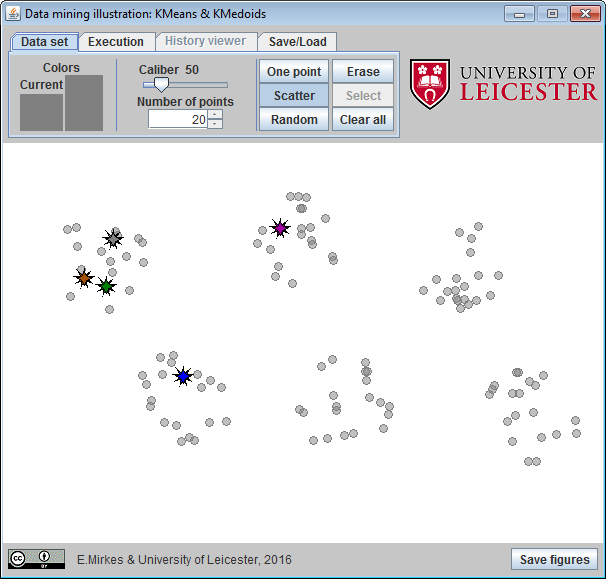 Data mining illustration: KMeans & KMedoids
Data set Execution History viewer Save/Load
Colors
Current
Caliber 50
Number of points
20
One point Erase
Scatter Select
Random Clear all
UNIVERSITY OF
LEICESTER
cc BY
E.Mirkes & University of Leicester, 2016
Save figures